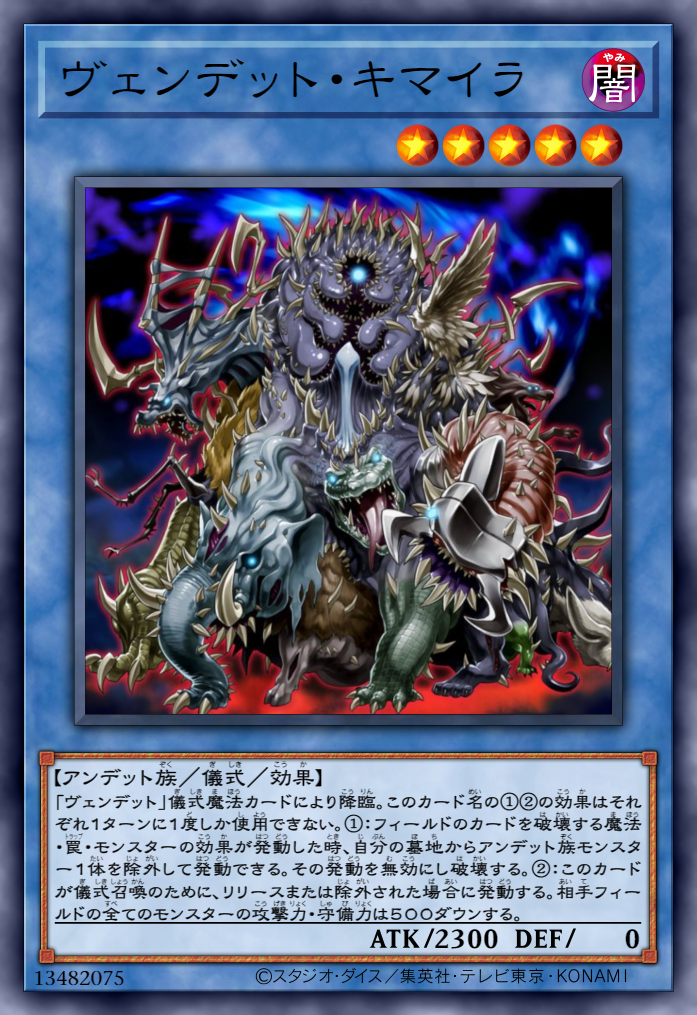 ヴェンデット・キマイラ
やみ
闇
【アンデット族／儀式／効果】
「ヴェンデット」儀式魔法カードにより降臨。このカード名の①②の効果はそれ
ぞれ1ターンに1度しか使用できない。①：フィールドのカードを破壊する魔法
・罠・モンスターの効果が発動した時、自分の墓地からアンデット族モンスタ
ー1体を除外して発動できる。その発動を無効にし破壊する。②：このカード
が儀式召喚のために、リリースまたは除外された場合に発動する。相手フィー
ルドの全てのモンスターの攻撃力・守備力は５００ダウンする。
ATK/2300 DEF/ 0
13482075 ©スタジオ・ダイス／集英社・テレビ東京・KONAMI